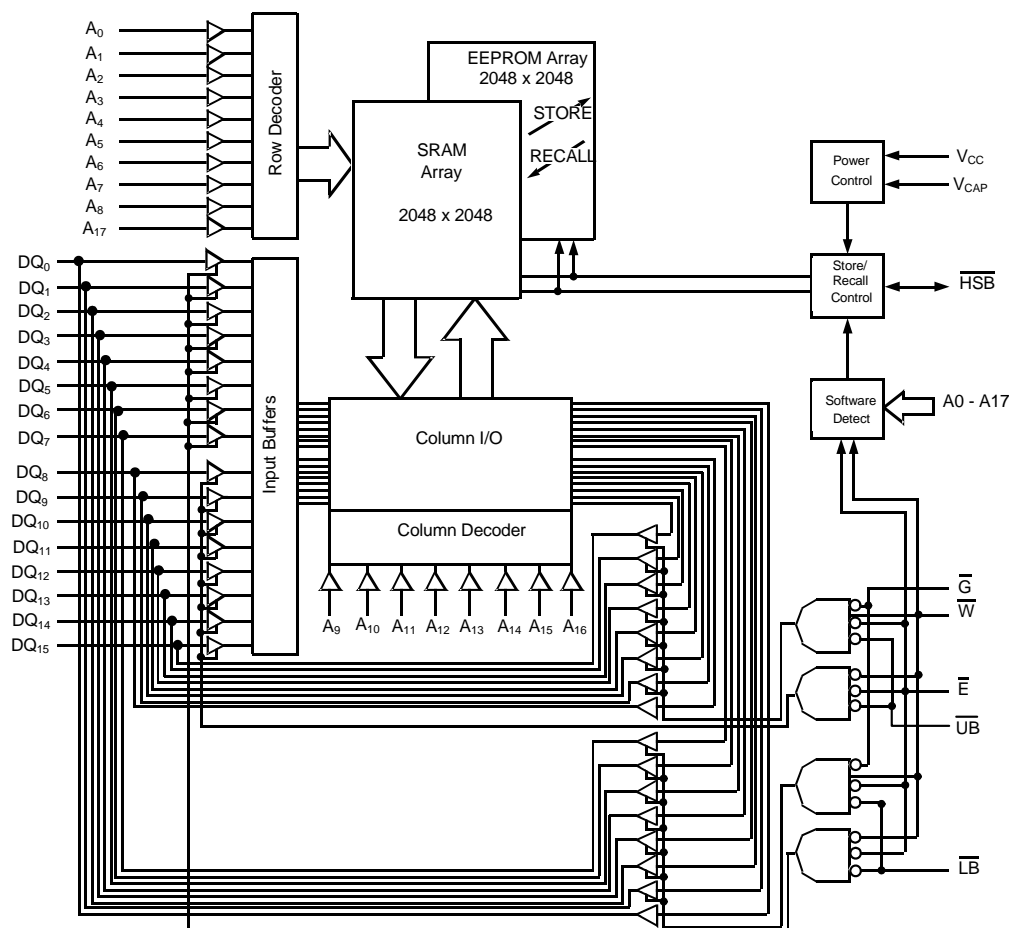 A0
A1
A2
A3
A4
A5
A6
A7
A8
A17
Row Decoder
EEPROM Array
2048 x 2048
STORE
RECALL
SRAM
Array
2048 x 2048
Power
Control
VCC
VCAP
Store/
Recall
Control
HSB
Software
Detect
A0 - A17
DQ0
DQ1
DQ2
DQ3
DQ4
DQ5
DQ6
DQ7
DQ8
DQ9
DQ10
DQ11
DQ12
DQ13
DQ14
DQ15
Input Buffers
Column I/O
Column Decoder
A9
A10
A11
A12
A13
A14
A15
A16
G
W
E
UB
LB